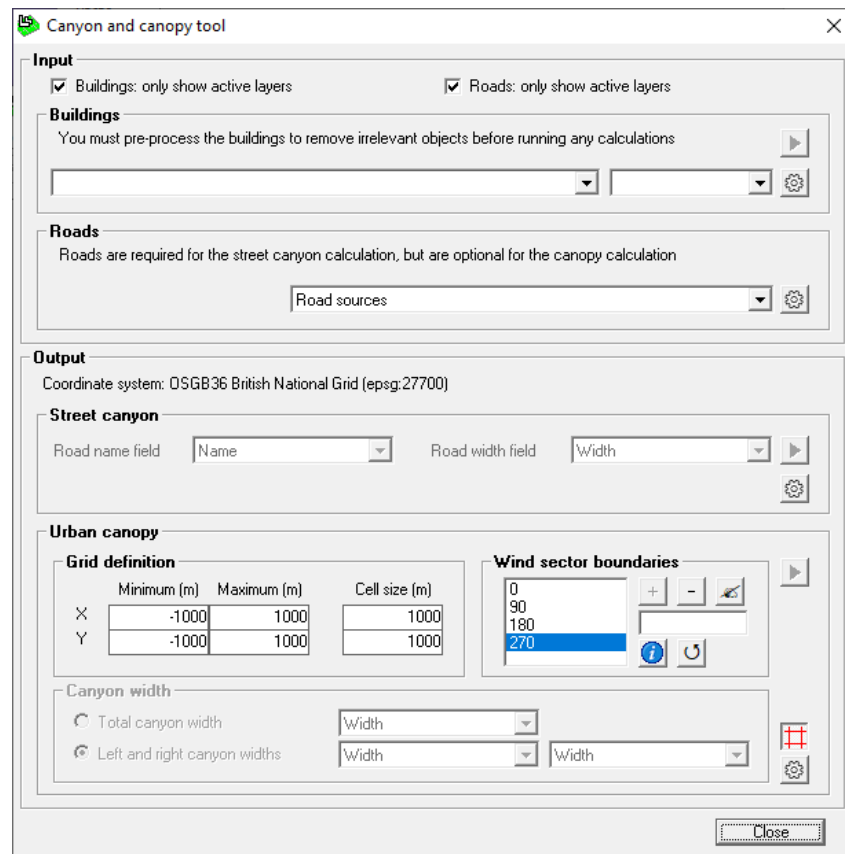 Canyon and canopy tool
Input
Buildings: only show active layers Roads: only show active layers
Buildings
You must pre-process the buildings to remove irrelevant objects before running any calculations
Roads
Roads are required for the street canyon calculation, but are optional for the canopy calculation
Road sources
Output
Coordinate system: OSGB36 British National Grid (epsg:27700)
Street canyon
Road name field Name Road width field Width
Urban canopy
Grid definition
Minimum (m) Maximum (m) Cell size (m)
X -1000 1000 1000
Y -1000 1000 1000
Wind sector boundaries
0
90
180
270
Canyon width
Total canyon width Width
Left and right canyon widths Width Width
Close